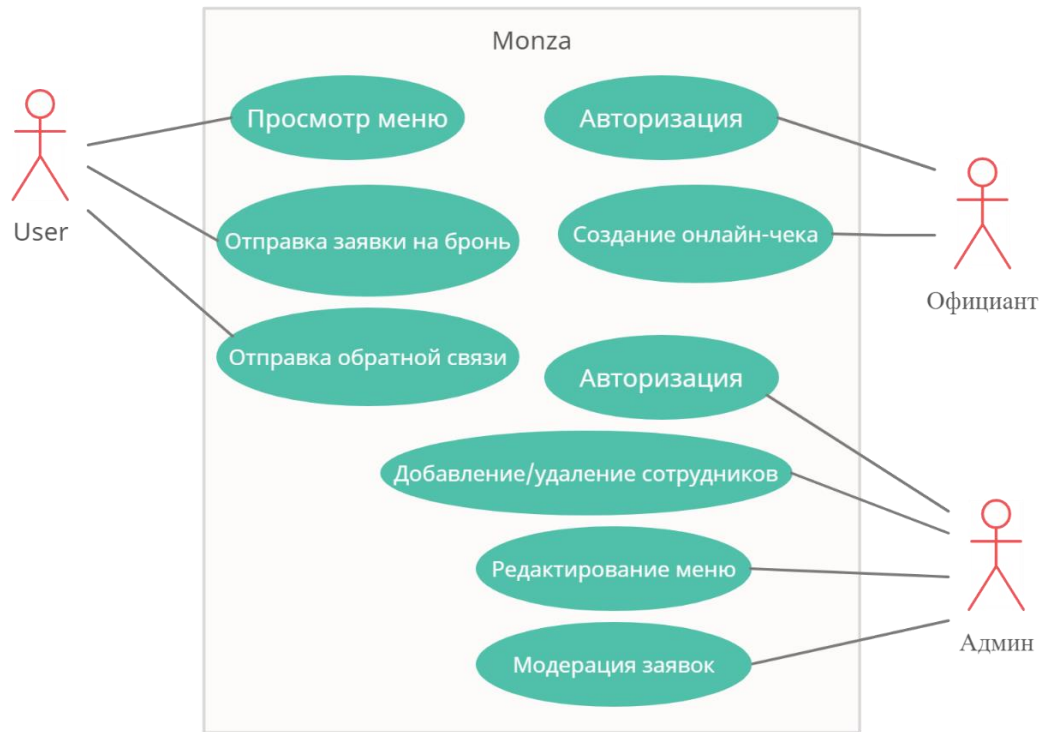 Monza
Просмотр меню
Авторизация
User
Отправка заявки на бронь
Создание онлайн-чека
Официант
Отправка обратной связи
Авторизация
Добавление/удаление сотрудников
Редактирование меню
Админ
Модерация заявок